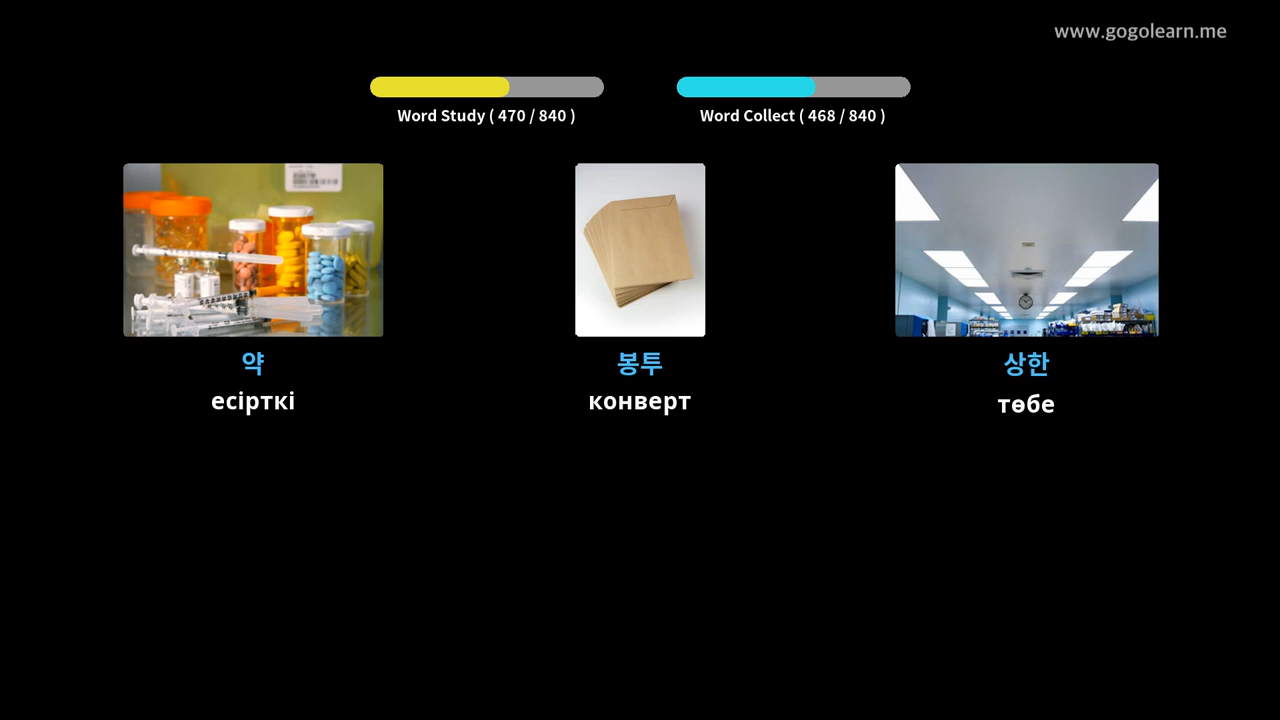 www.gogolearn.me
Word Study ( 470 / 840 )
Word Collect ( 468 / 840 )
약
есірткі
봉투
конверт
상한
төбе